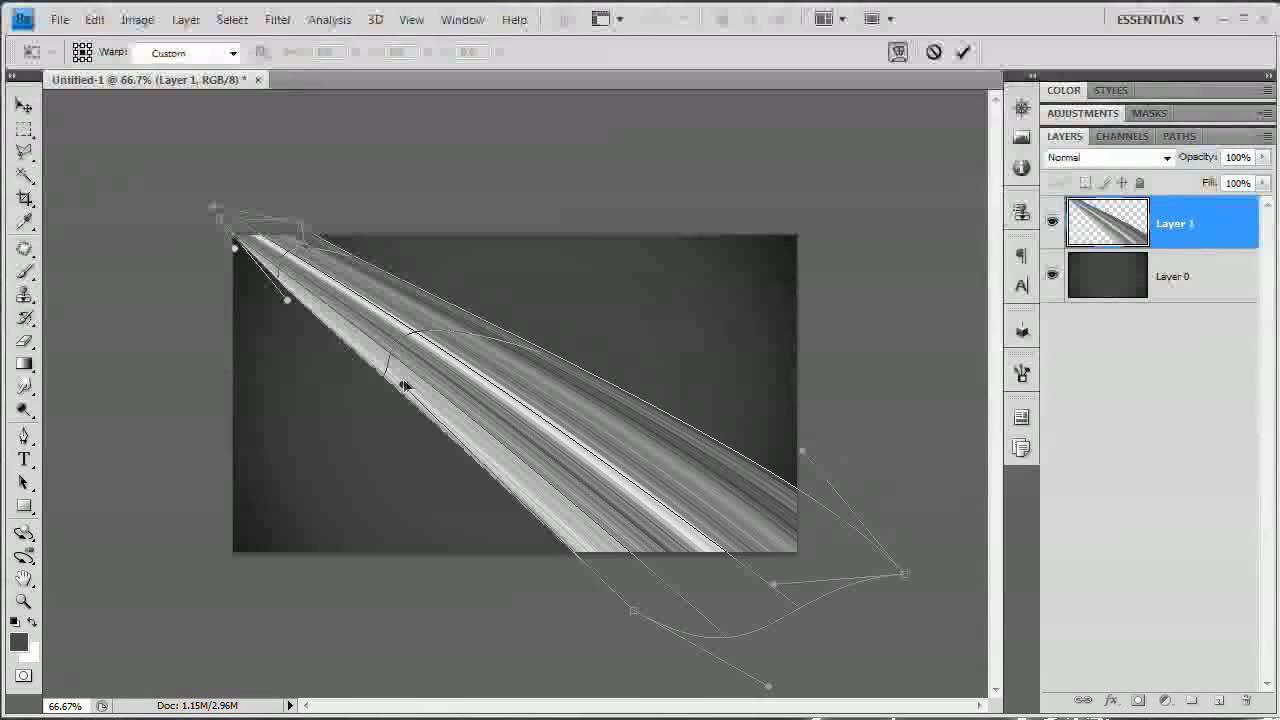 Ps File Edit Image Layer Select Filter Analysis 3D View Window Help ESSENTIALS
Warp: Custom
Untitled-1 @ 66.7% (Layer 1, RGB/8) * ×
COLOR STYLES
ADJUSTMENTS MASKS
LAYERS CHANNELS PATHS
Normal Opacity: 100%
Fill: 100%
Layer 1
Layer 0
66.67% Doc: 1.15M/2.96M